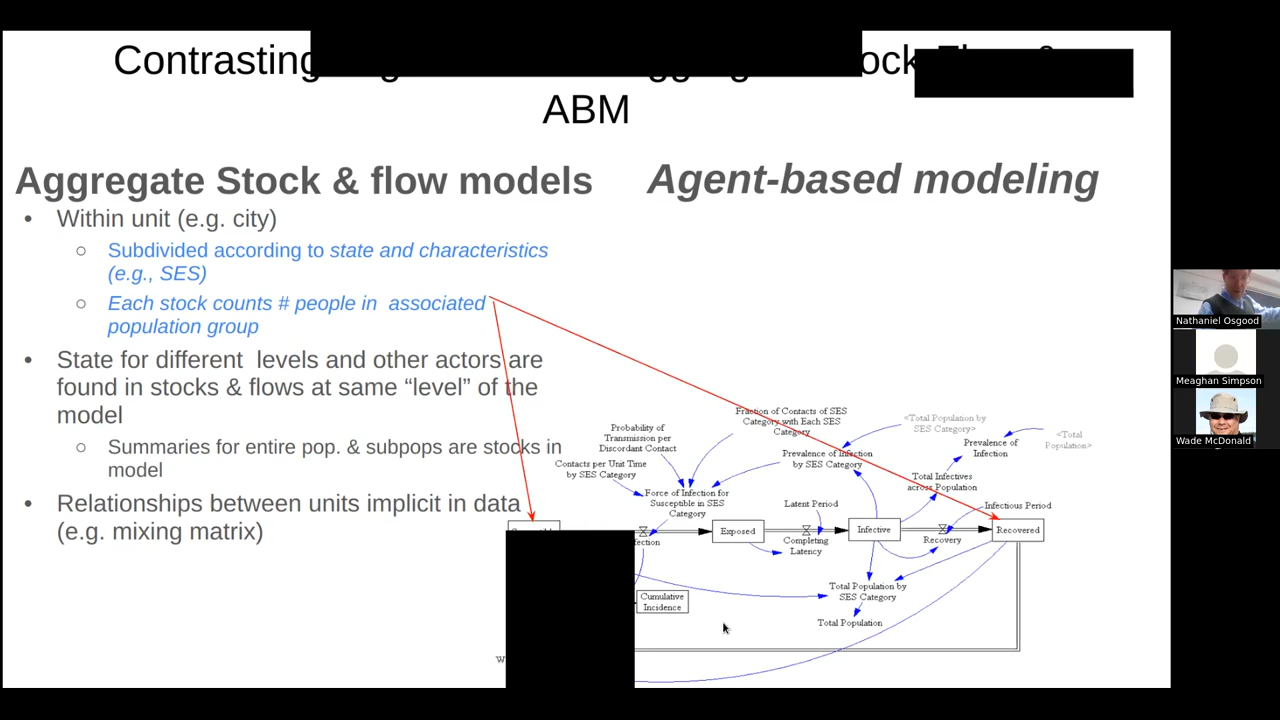 Contrasting
ABM
Aggregate Stock & flow models
• Within unit (e.g. city)
○ Subdivided according to state and characteristics
(e.g., SES)
○ Each stock counts # people in associated
population group
• State for different levels and other actors are
found in stocks & flows at same “level” of the
model
○ Summaries for entire pop. & subpops are stocks in
model
• Relationships between units implicit in data
(e.g. mixing matrix)
Agent-based modeling
Fraction of Contacts of SES
Category with Each SES
Category
Probability of
Transmission per
Discordant Contact
<Total Population by
SES Category>
Prevalence of
Infection
<Total
Population>
Contacts per Unit Time
by SES Category
Prevalence of Infection
by SES Category
Total Infectives
across Population
Force of Infection for
Susceptible in SES
Category
Latent Period
Infectious Period
Exposed
Infective
Recovered
Completing
Latency
Recovery
Total Population by
SES Category
Cumulative
Incidence
Total Population
Nathaniel Osgood
Meaghan Simpson
Wade McDonald